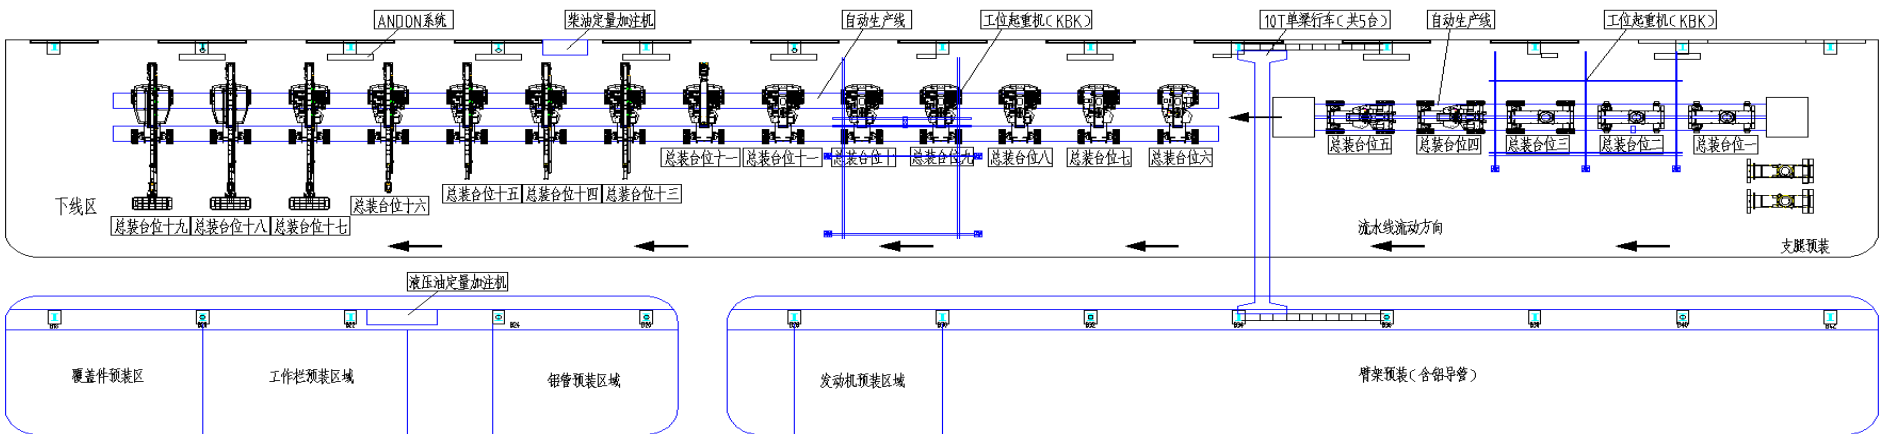 ANDON系统
柴油定量加注机
自动生产线
工位起重机(KBK)
10T单梁行车(共5台)
自动生产线
工位起重机(KBK)
总装台位五
总装台位四
总装台位三
总装台位二
总装台位一
总装台位十一
总装台位十一
总装台位十
总装台位九
总装台位八
总装台位七
总装台位六
总装台位十六
总装台位十五
总装台位十四
总装台位十三
下线区
总装台位十九
总装台位十八
总装台位十七
流水线流动方向
支腿预装
液压油定量加注机
覆盖件预装区
工作栏预装区域
铝管预装区域
发动机预装区域
臂架预装(含铝导管)